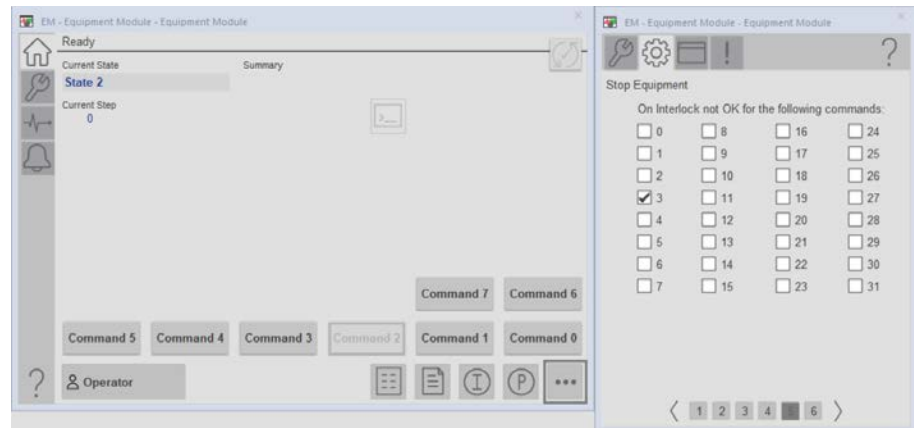 EM - Equipment Module - Equipment Module
Ready
Current State
Summary
State 2
Current Step
0
Command 7 Command 6
Command 5 Command 4 Command 3 Command 2 Command 1 Command 0
? Operator I P ...
EM - Equipment Module - Equipment Module
! ?
Stop Equipment
On Interlock not OK for the following commands:
0 8 16 24
1 9 17 25
2 10 18 26
3 11 19 27
4 12 20 28
5 13 21 29
6 14 22 30
7 15 23 31
1 2 3 4 5 6